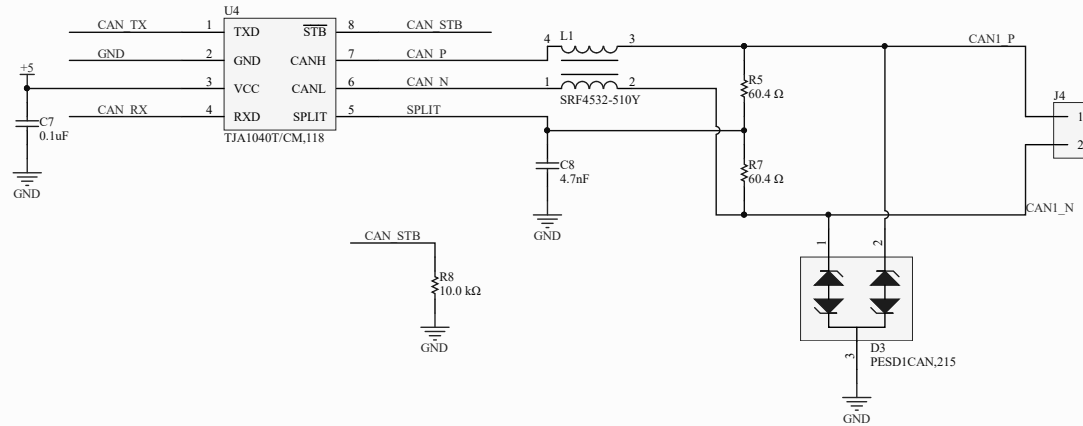 U4
CAN_TX 1 TXD STB 8 CAN_STB
GND 2 GND CANH 7 CAN_P
+5
3 VCC CANL 6 CAN_N
CAN_RX 4 RXD SPLIT 5 SPLIT
TJA1040T/CM,118
C7
0.1uF
GND
L1
4 3
1 2
SRF4532-510Y
CAN1_P
R5
60.4 Ω
J4
1
2
C8
4.7nF
GND
R7
60.4 Ω
CAN1_N
CAN_STB
R8
10.0 kΩ
GND
1 2
3
D3
PESD1CAN,215
GND